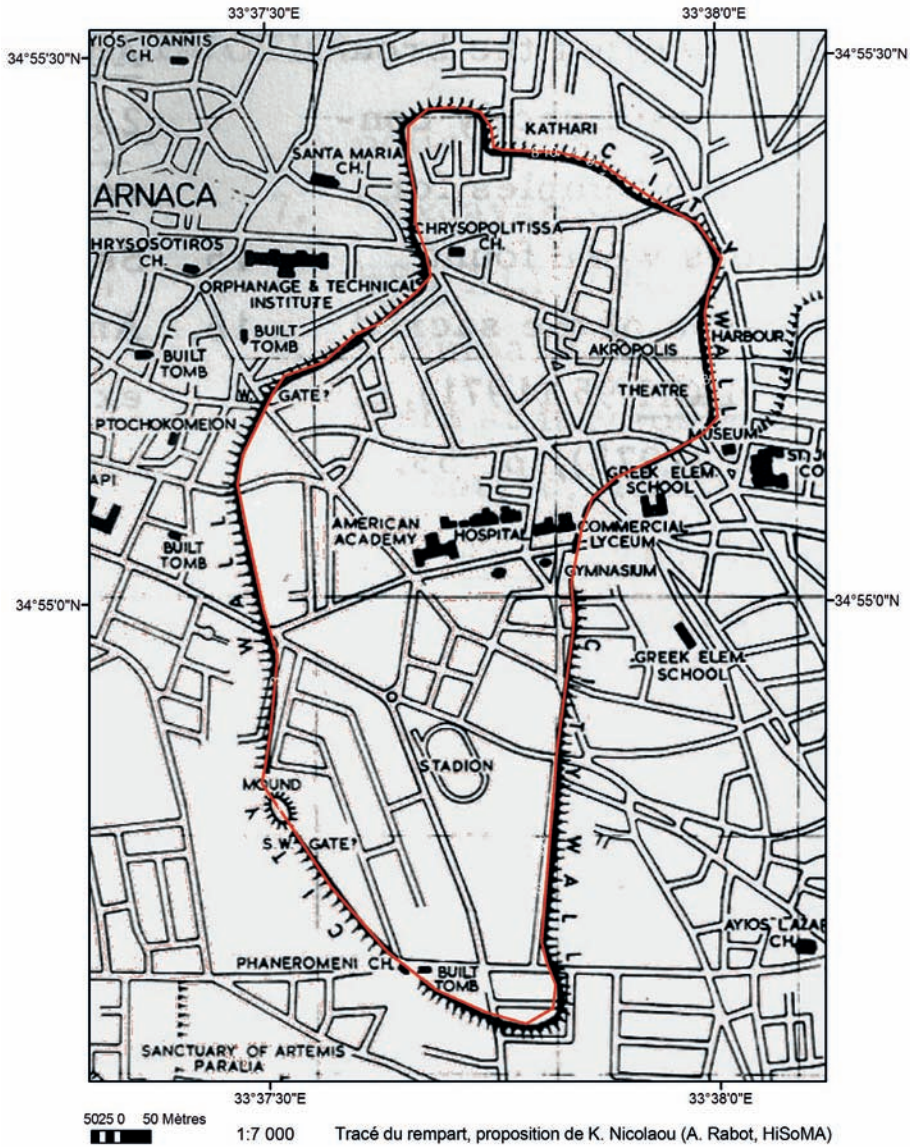 33°37'30"E
33°38'0"E
34°55'30"N
34°55'30"N
YIOS-IOANNIS
CH.
KATHARI
SANTA MARIA
CH.
ARNACA
CHRYSOPOLITISSA
CH.
HRYSOSOTIROS
CH.
ORPHANAGE & TECHNICAL
INSTITUTE
CITY WALL
BUILT
TOMB
HARBOUR
BUILT
TOMB
AKROPOLIS
W. GATE?
THEATRE
PTOCHOKOMEION
MUSEUM
GREEK ELEM.
SCHOOL
API
AMERICAN
ACADEMY
HOSPITAL
COMMERCIAL
LYCEUM
BUILT
TOMB
GYMNASIUM
34°55'0"N
34°55'0"N
GREEK ELEM.
SCHOOL
CITY WALL
STADION
MOUND
S.W. GATE?
CITY WALL
AYIOS LAZAR
CH.
PHANEROMENI CH.
BUILT
TOMB
SANCTUARY OF ARTEMIS
PARALIA
33°37'30"E
33°38'0"E
5025 0 50 Mètres
1:7 000
Tracé du rempart, proposition de K. Nicolaou (A. Rabot, HiSoMA)